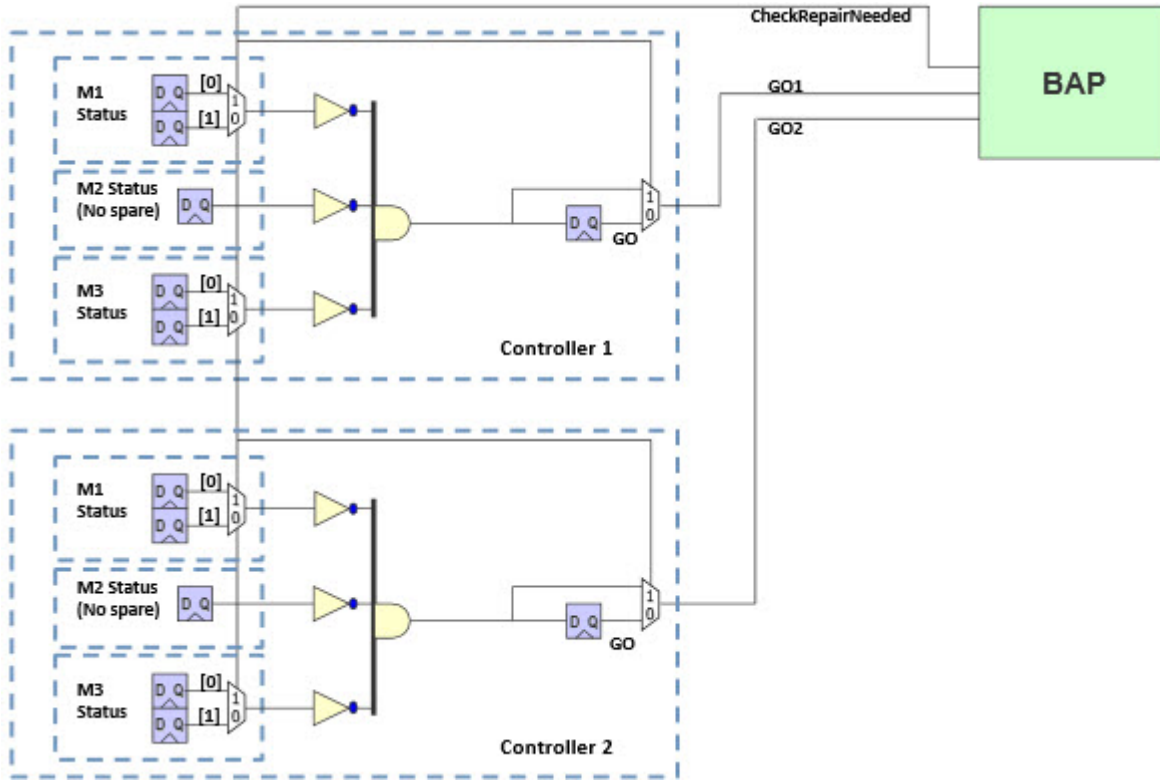 CheckRepairNeeded
BAP
GO1
GO2
M1
Status
D Q
D Q
[0]
[1]
1
0
M2 Status
(No spare)
D Q
M3
Status
D Q
D Q
[0]
[1]
1
0
D Q
GO
1
0
Controller 1
M1
Status
D Q
D Q
[0]
[1]
1
0
M2 Status
(No spare)
D Q
M3
Status
D Q
D Q
[0]
[1]
1
0
D Q
GO
1
0
Controller 2